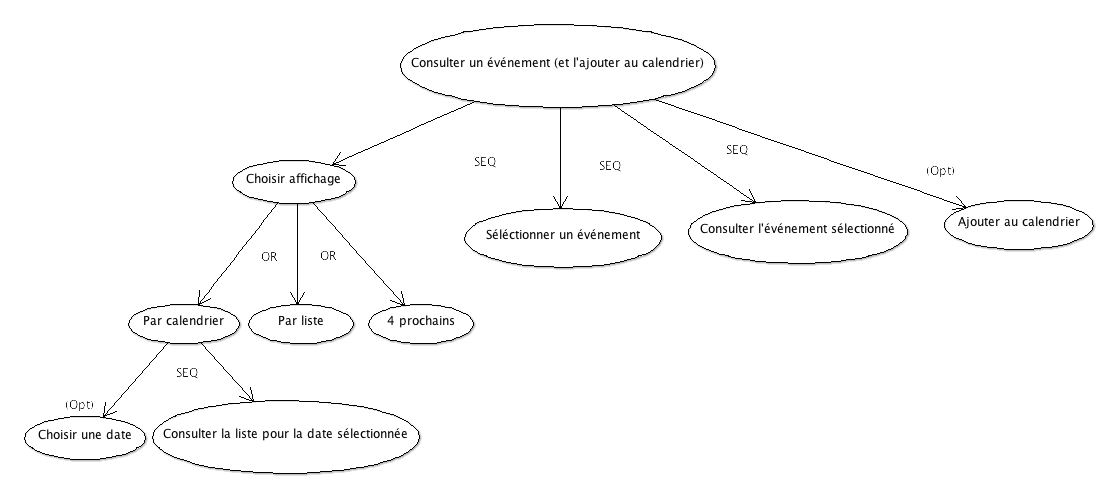 Consulter un événement (et l'ajouter au calendrier)
SEQ
SEQ
SEQ
(Opt)
Choisir affichage
Séléctionner un événement
Consulter l'événement sélectionné
Ajouter au calendrier
OR
OR
Par calendrier
Par liste
4 prochains
SEQ
(Opt)
Choisir une date
Consulter la liste pour la date sélectionnée